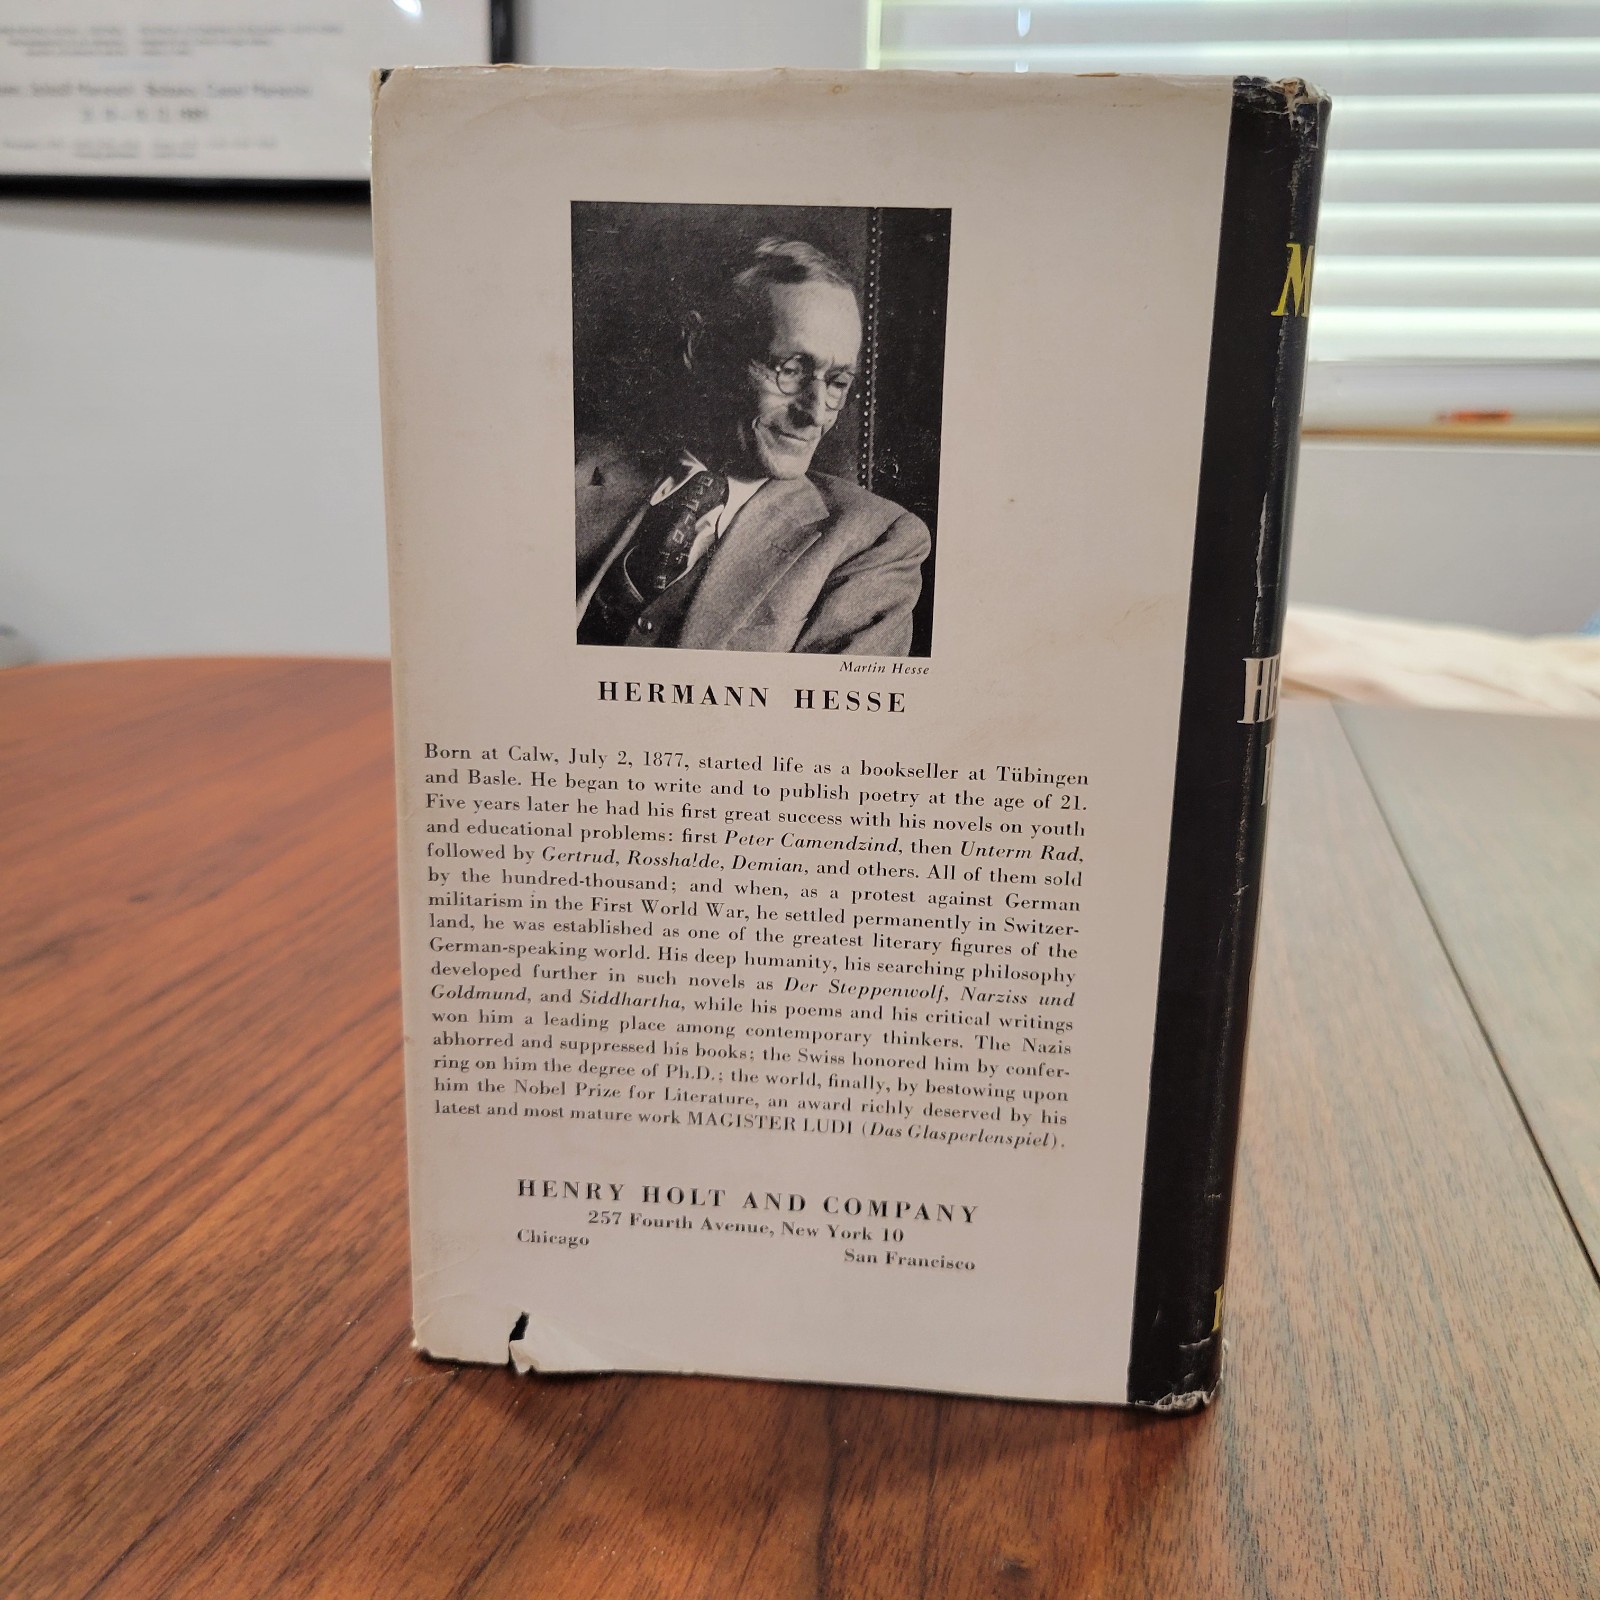 Martin Hesse
HERMANN HESSE
Born at Calw, July 2, 1877, started life as a bookseller at Tübingen
and Basle. He began to write and to publish poetry at the age of 21.
Five years later he had his first great success with his novels on youth
and educational problems: first Peter Camendzind, then Unterm Rad,
followed by Gertrud, Rosshalde, Demian, and others. All of them sold
by the hundred-thousand; and when, as a protest against German
militarism in the First World War, he settled permanently in Switzer-
land, he was established as one of the greatest literary figures of the
German-speaking world. His deep humanity, his searching philosophy
developed further in such novels as Der Steppenwolf, Narziss und
Goldmund, and Siddhartha, while his poems and his critical writings
won him a leading place among contemporary thinkers. The Nazis
abhorred and suppressed his books; the Swiss honored him by confer-
ring on him the degree of Ph.D.; the world, finally, by bestowing upon
him the Nobel Prize for Literature, an award richly deserved by his
latest and most mature work MAGISTER LUDI (Das Glasperlenspiel).
HENRY HOLT AND COMPANY
257 Fourth Avenue, New York 10
Chicago San Francisco
M
HE